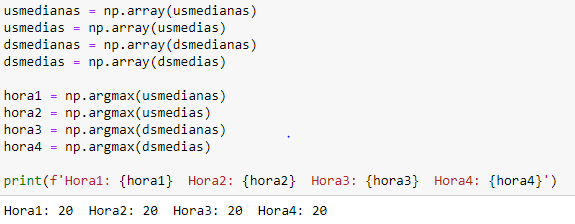 usmedianas = np.array(usmedianas)
usmedias = np.array(usmedias)
dsmedianas = np.array(dsmedianas)
dsmedias = np.array(dsmedias)
hora1 = np.argmax(usmedianas)
hora2 = np.argmax(usmedias)
hora3 = np.argmax(dsmedianas)
hora4 = np.argmax(dsmedias)
print(f'Hora1: {hora1}  Hora2: {hora2}  Hora3: {hora3}  Hora4: {hora4}')
Hora1: 20  Hora2: 20  Hora3: 20  Hora4: 20